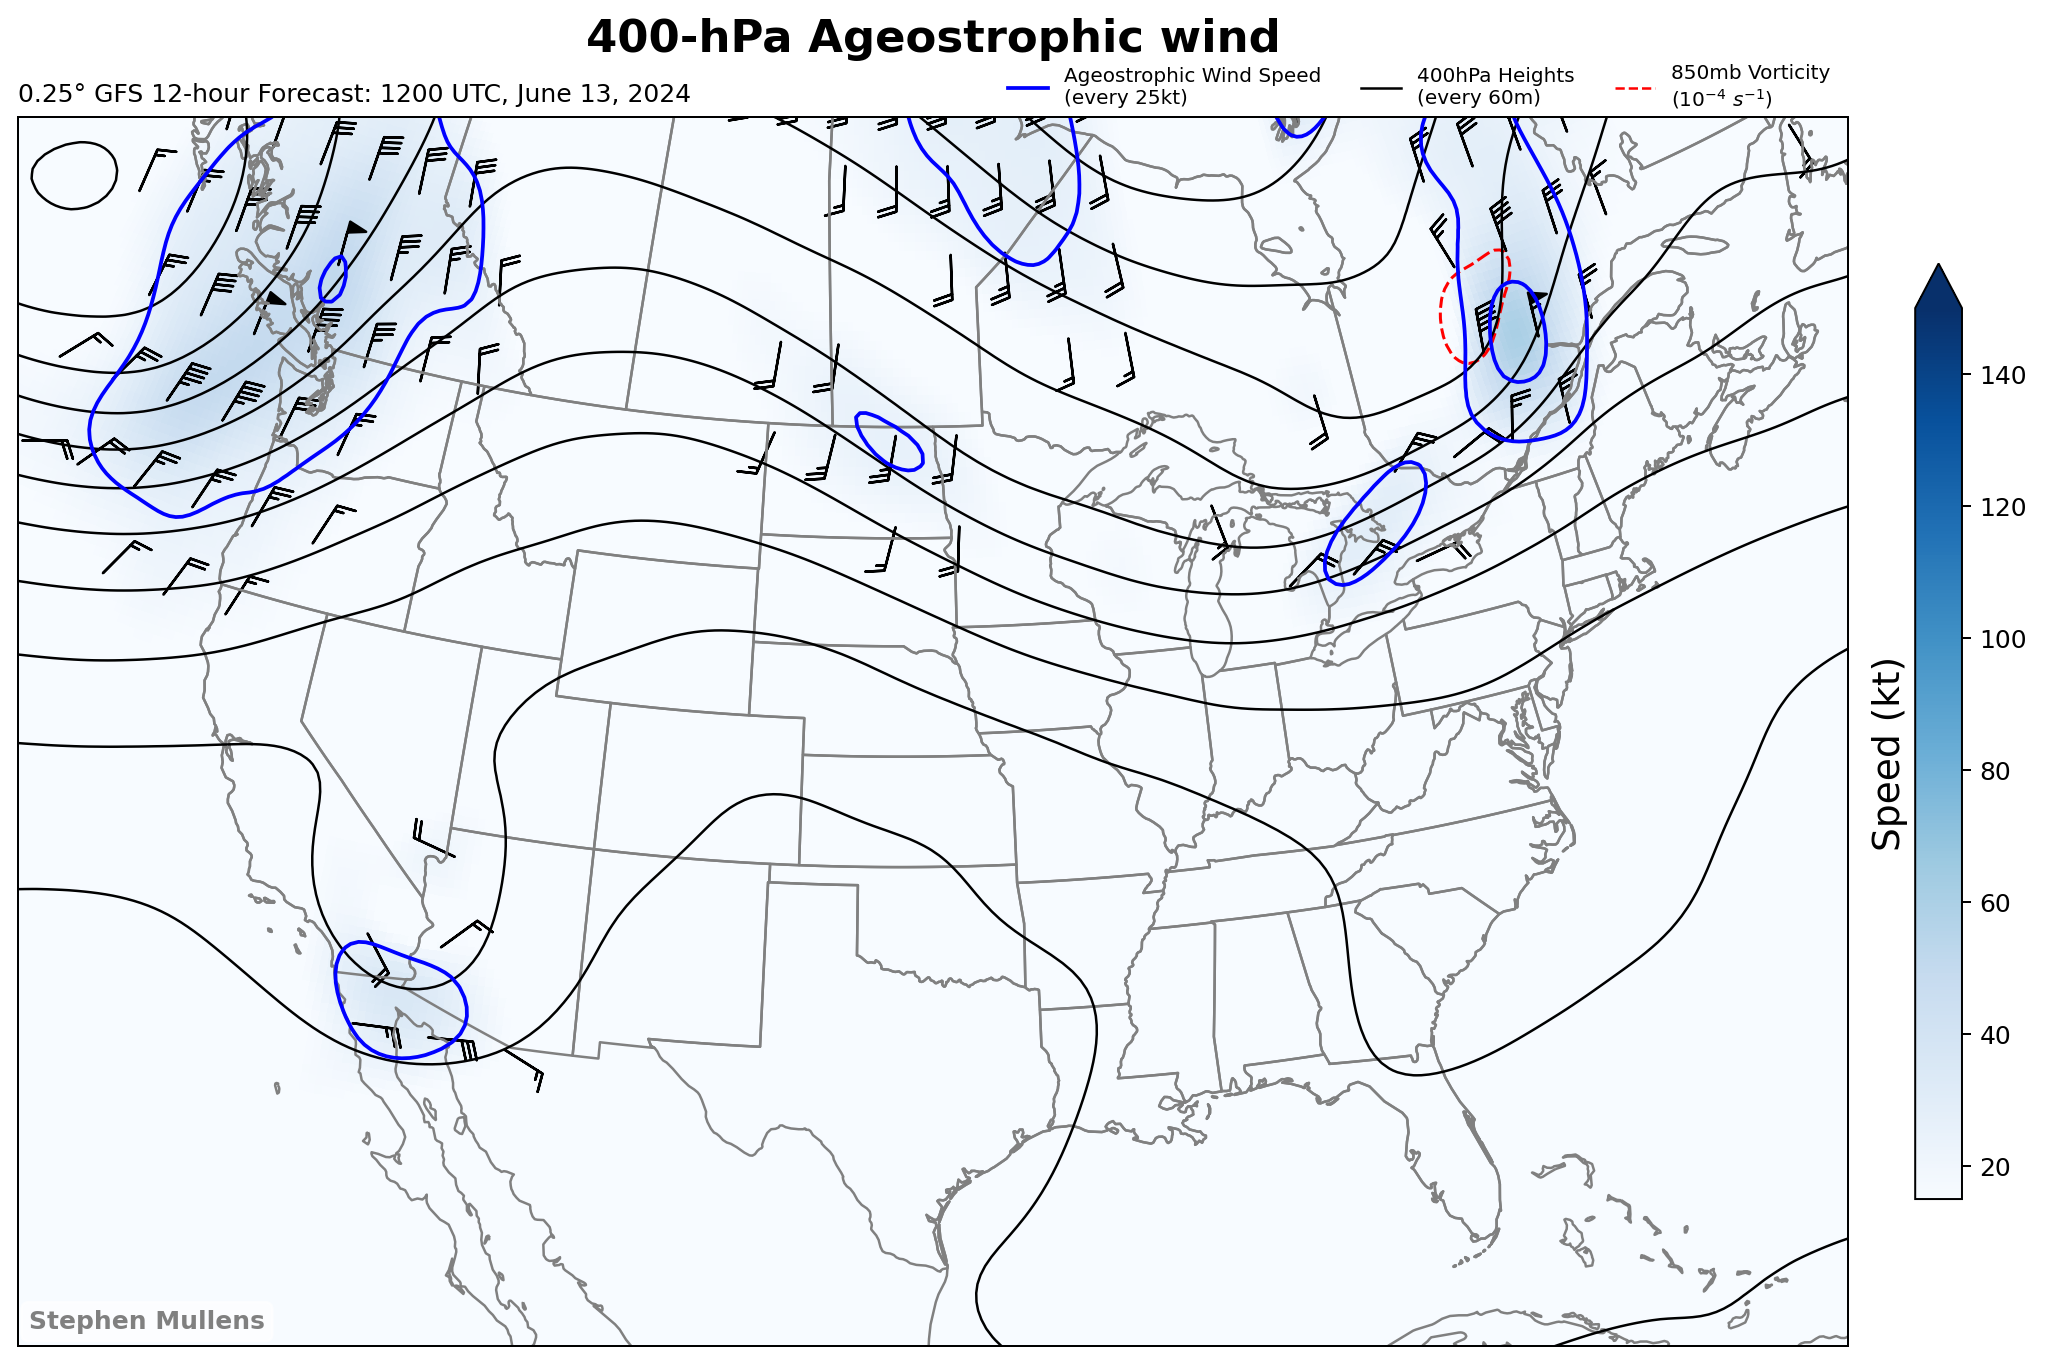 400-hPa Ageostrophic wind
0.25° GFS 12-hour Forecast: 1200 UTC, June 13, 2024
Ageostrophic Wind Speed
(every 25kt)
400hPa Heights
(every 60m)
850mb Vorticity
(10⁻⁴ s⁻¹)
140
120
100
80
60
40
20
Speed (kt)
Stephen Mullens